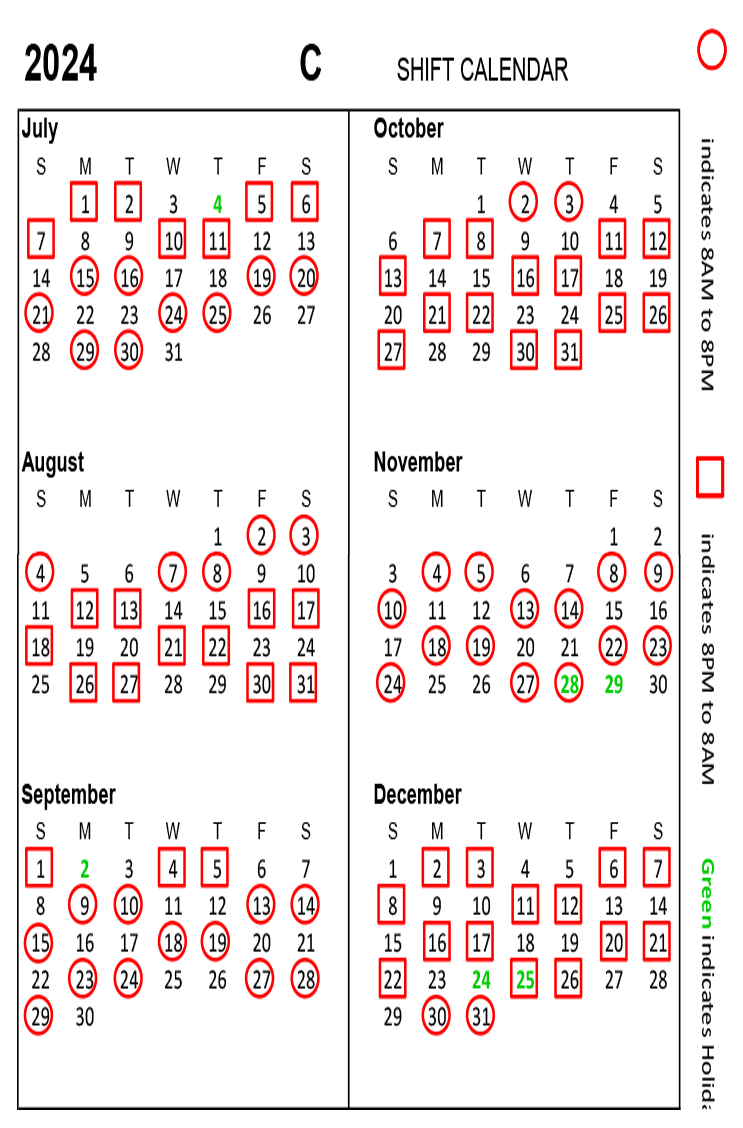 2024 C SHIFT CALENDAR
July
S M T W T F S
1 2 3 4 5 6
7 8 9 10 11 12 13
14 15 16 17 18 19 20
21 22 23 24 25 26 27
28 29 30 31
August
S M T W T F S
1 2 3
4 5 6 7 8 9 10
11 12 13 14 15 16 17
18 19 20 21 22 23 24
25 26 27 28 29 30 31
September
S M T W T F S
1 2 3 4 5 6 7
8 9 10 11 12 13 14
15 16 17 18 19 20 21
22 23 24 25 26 27 28
29 30
October
S M T W T F S
1 2 3 4 5
6 7 8 9 10 11 12
13 14 15 16 17 18 19
20 21 22 23 24 25 26
27 28 29 30 31
November
S M T W T F S
1 2
3 4 5 6 7 8 9
10 11 12 13 14 15 16
17 18 19 20 21 22 23
24 25 26 27 28 29 30
December
S M T W T F S
1 2 3 4 5 6 7
8 9 10 11 12 13 14
15 16 17 18 19 20 21
22 23 24 25 26 27 28
29 30 31
indicates 8AM to 8PM
indicates 8PM to 8AM
Green indicates